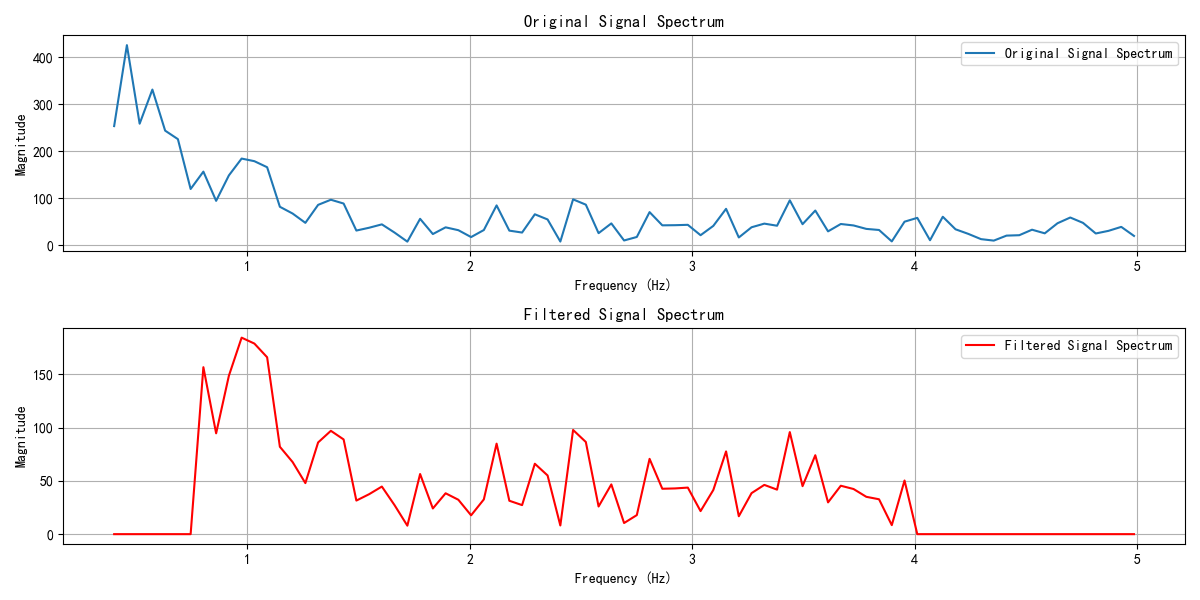 Original Signal Spectrum
Original Signal Spectrum
400
300
200
100
0
Magnitude
1 2 3 4 5
Frequency (Hz)
Filtered Signal Spectrum
Filtered Signal Spectrum
150
100
50
0
Magnitude
1 2 3 4 5
Frequency (Hz)